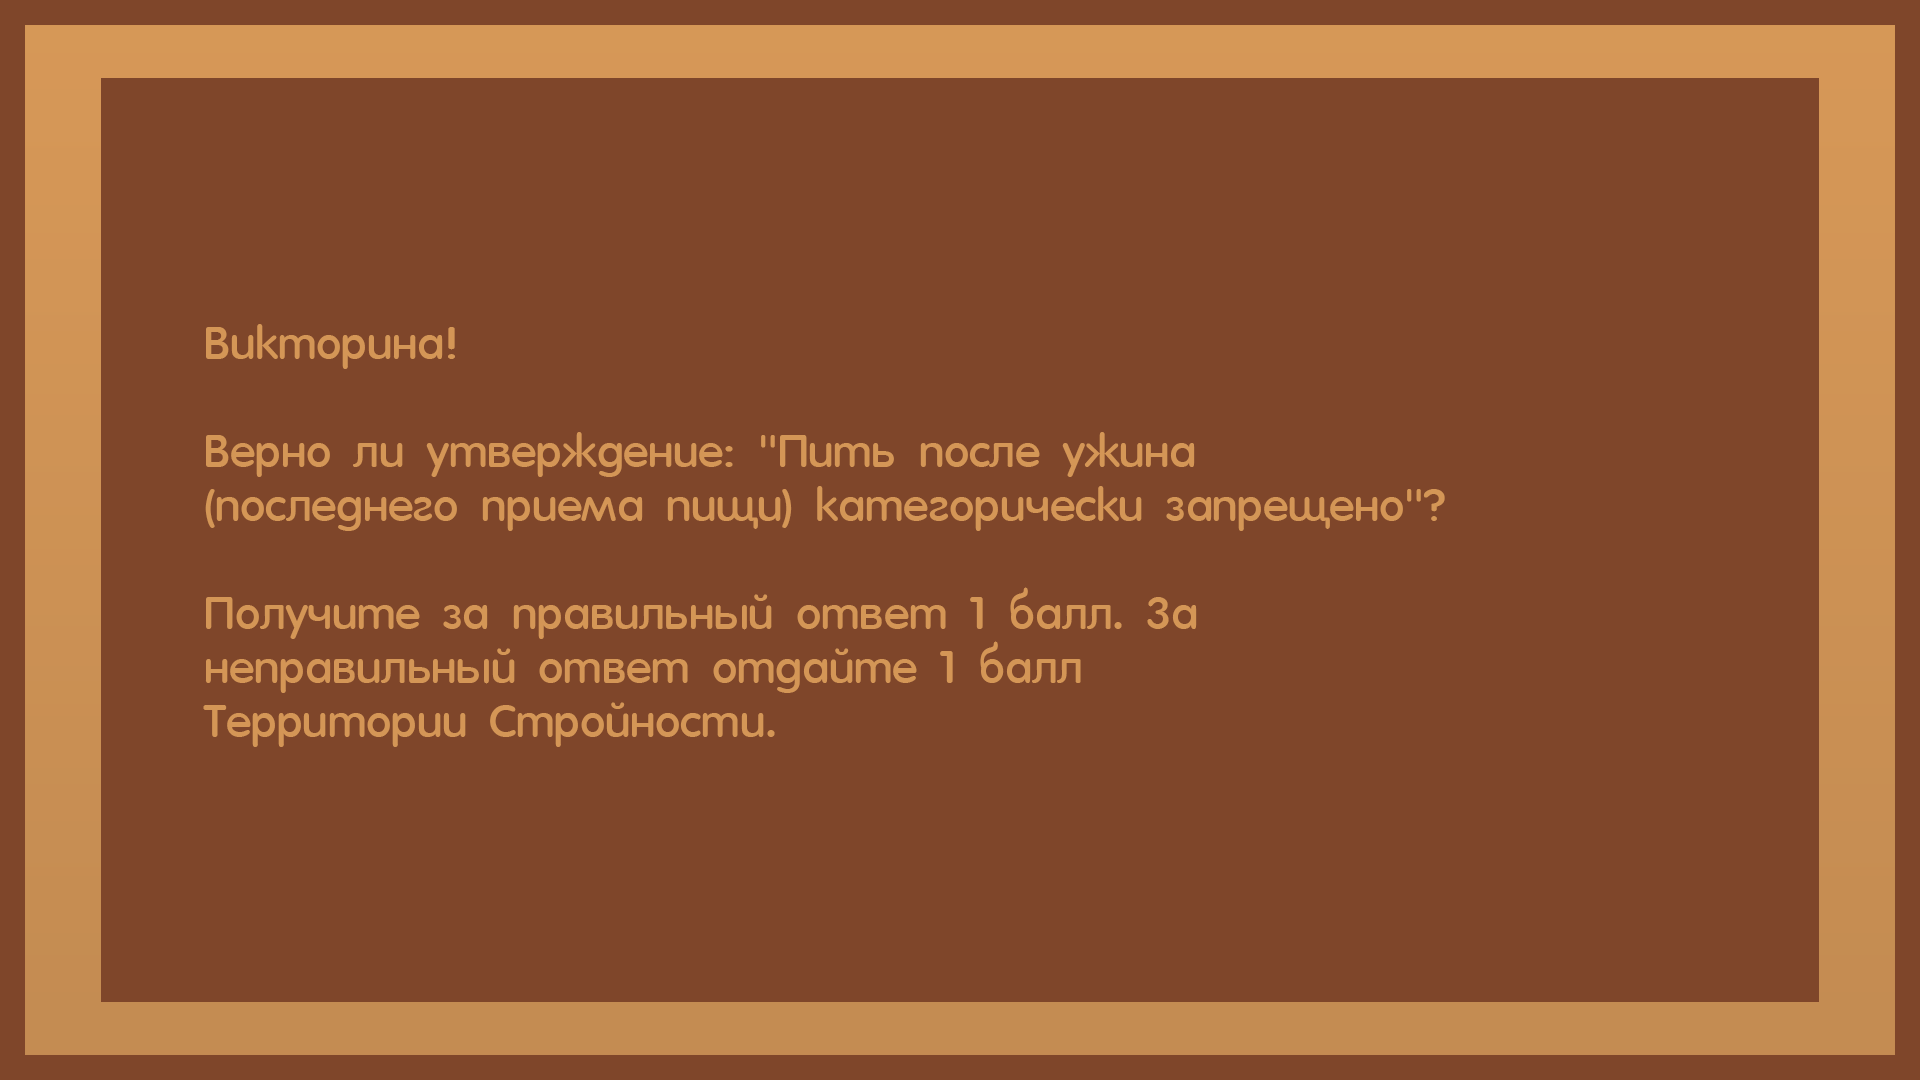 Викторина!
Верно ли утверждение: "Пить после ужина
(последнего приема пищи) категорически запрещено"?
Получите за правильный ответ 1 балл. За
неправильный ответ отдайте 1 балл
Территории Стройности.